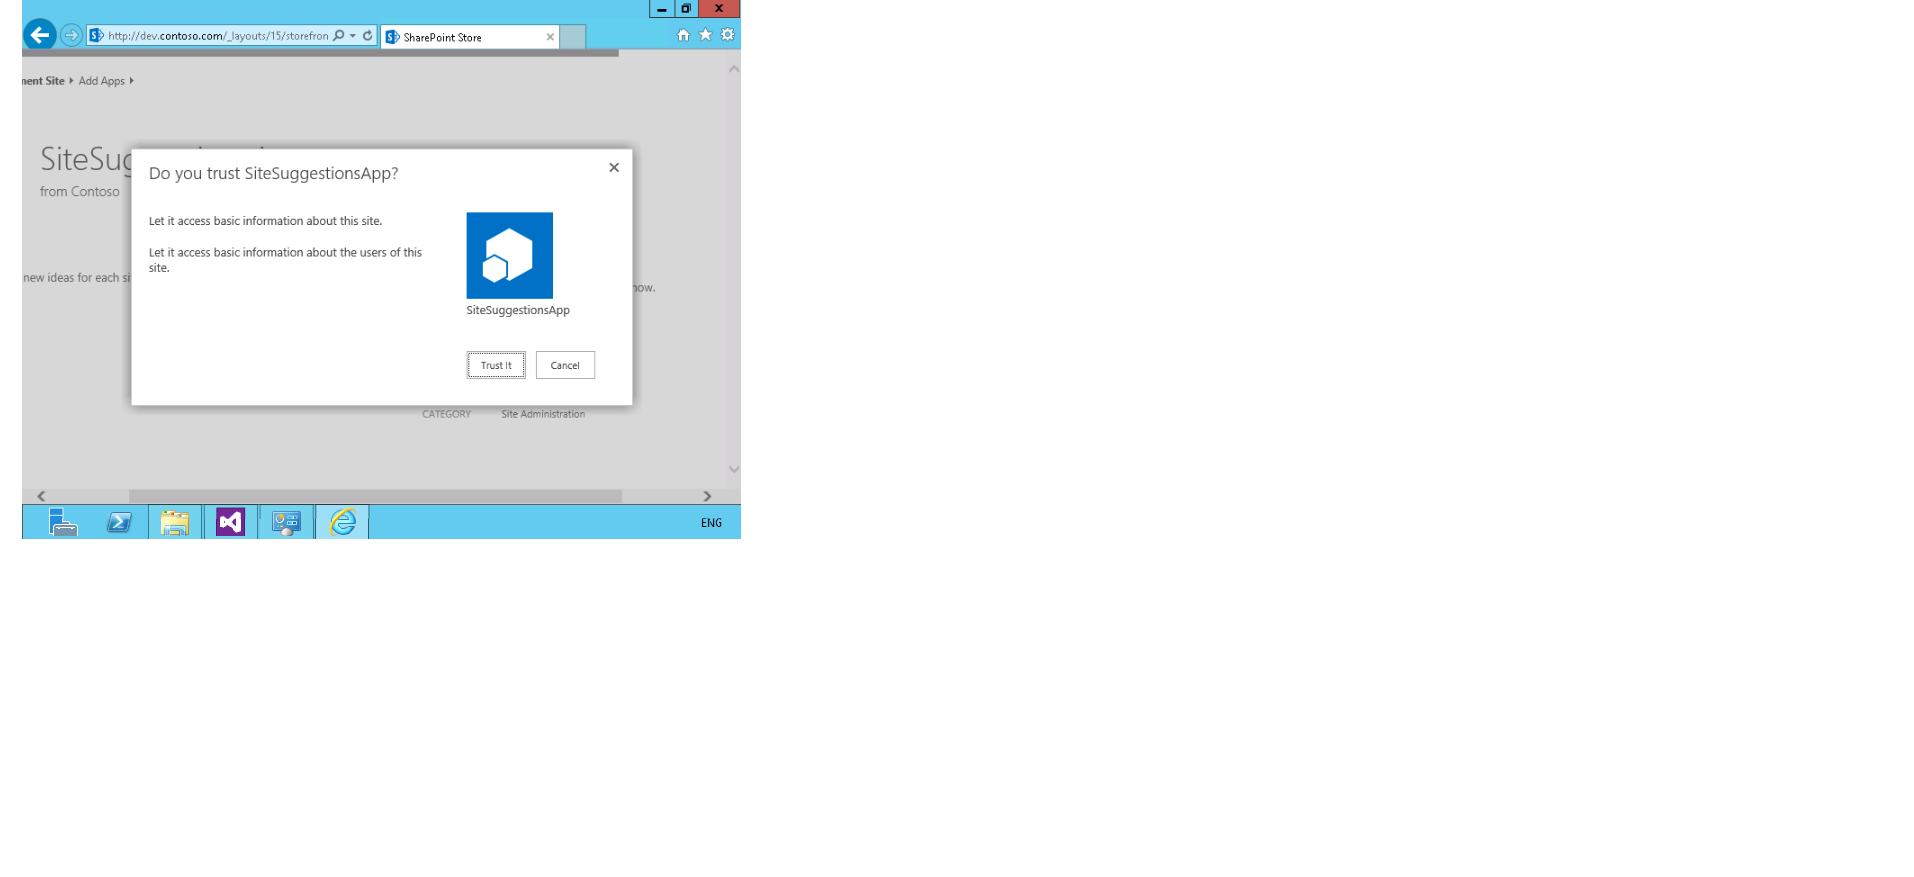 http://dev.contoso.com/_layouts/15/storefron
SharePoint Store
nent Site
Add Apps
SiteSug
from Contoso
Do you trust SiteSuggestionsApp?
Let it access basic information about this site.
Let it access basic information about the users of this
site.
new ideas for each si
now.
SiteSuggestionsApp
Trust It
Cancel
CATEGORY
Site Administration
ENG